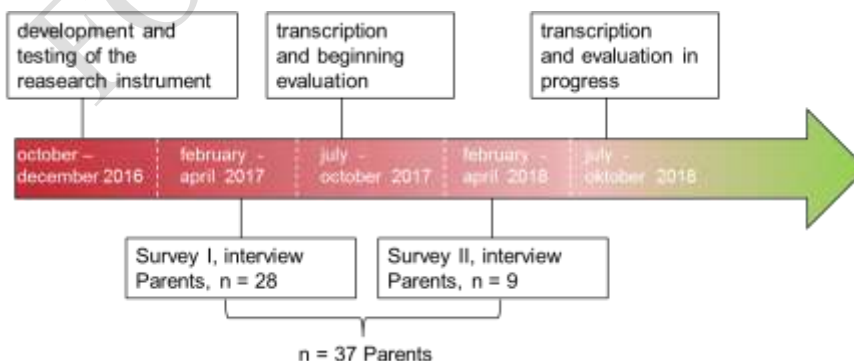 development and
testing of the
reasearch instrument
transcription
and beginning
evaluation
transcription
and evaluation in
progress
october –
december 2016
february -
april 2017
july -
october 2017
february -
april 2018
july -
oktober 2018
Survey I, interview
Parents, n = 28
Survey II, interview
Parents, n = 9
n = 37 Parents